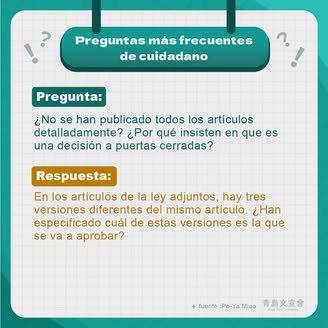 Preguntas más frecuentes
de cuidadano
Pregunta:
¿No se han publicado todos los artículos
detalladamente? ¿Por qué insisten en que es
una decisión a puertas cerradas?
Respuesta:
En los artículos de la ley adjuntos, hay tres
versiones diferentes del mismo artículo. ¿Han
especificado cuál de estas versiones es la que
se va a aprobar?
fuente :Po-Ya Miao
青島文宣會